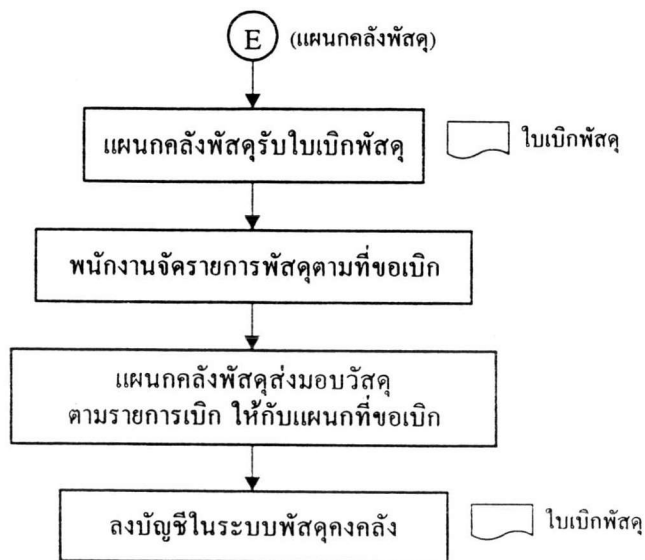 E (แผนกคลังพัสดุ)
แผนกคลังพัสดุรับใบเบิกพัสดุ ใบเบิกพัสดุ
พนักงานจัดรายการพัสดุตามที่ขอเบิก
แผนกคลังพัสดุส่งมอบวัสดุ
ตามรายการเบิก ให้กับแผนกที่ขอเบิก
ลงบัญชีในระบบพัสดุคงคลัง ใบเบิกพัสดุ